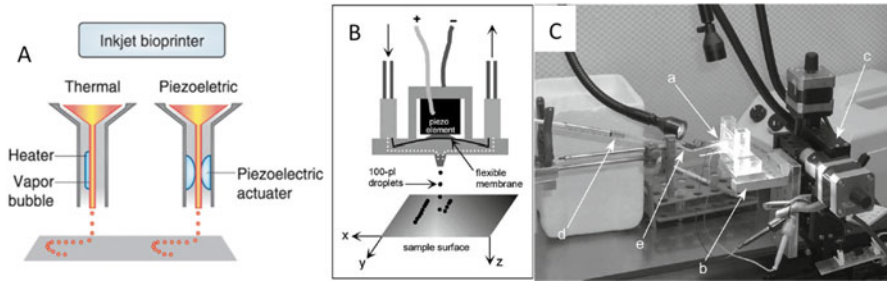 A
Inkjet bioprinter
Thermal
Piezoeletric
Heater
Vapor
bubble
Piezoelectric
actuater
B
+
−
piezo
element
100-pl
droplets
flexible
membrane
x
y
z
sample surface
C
a
b
c
d
e